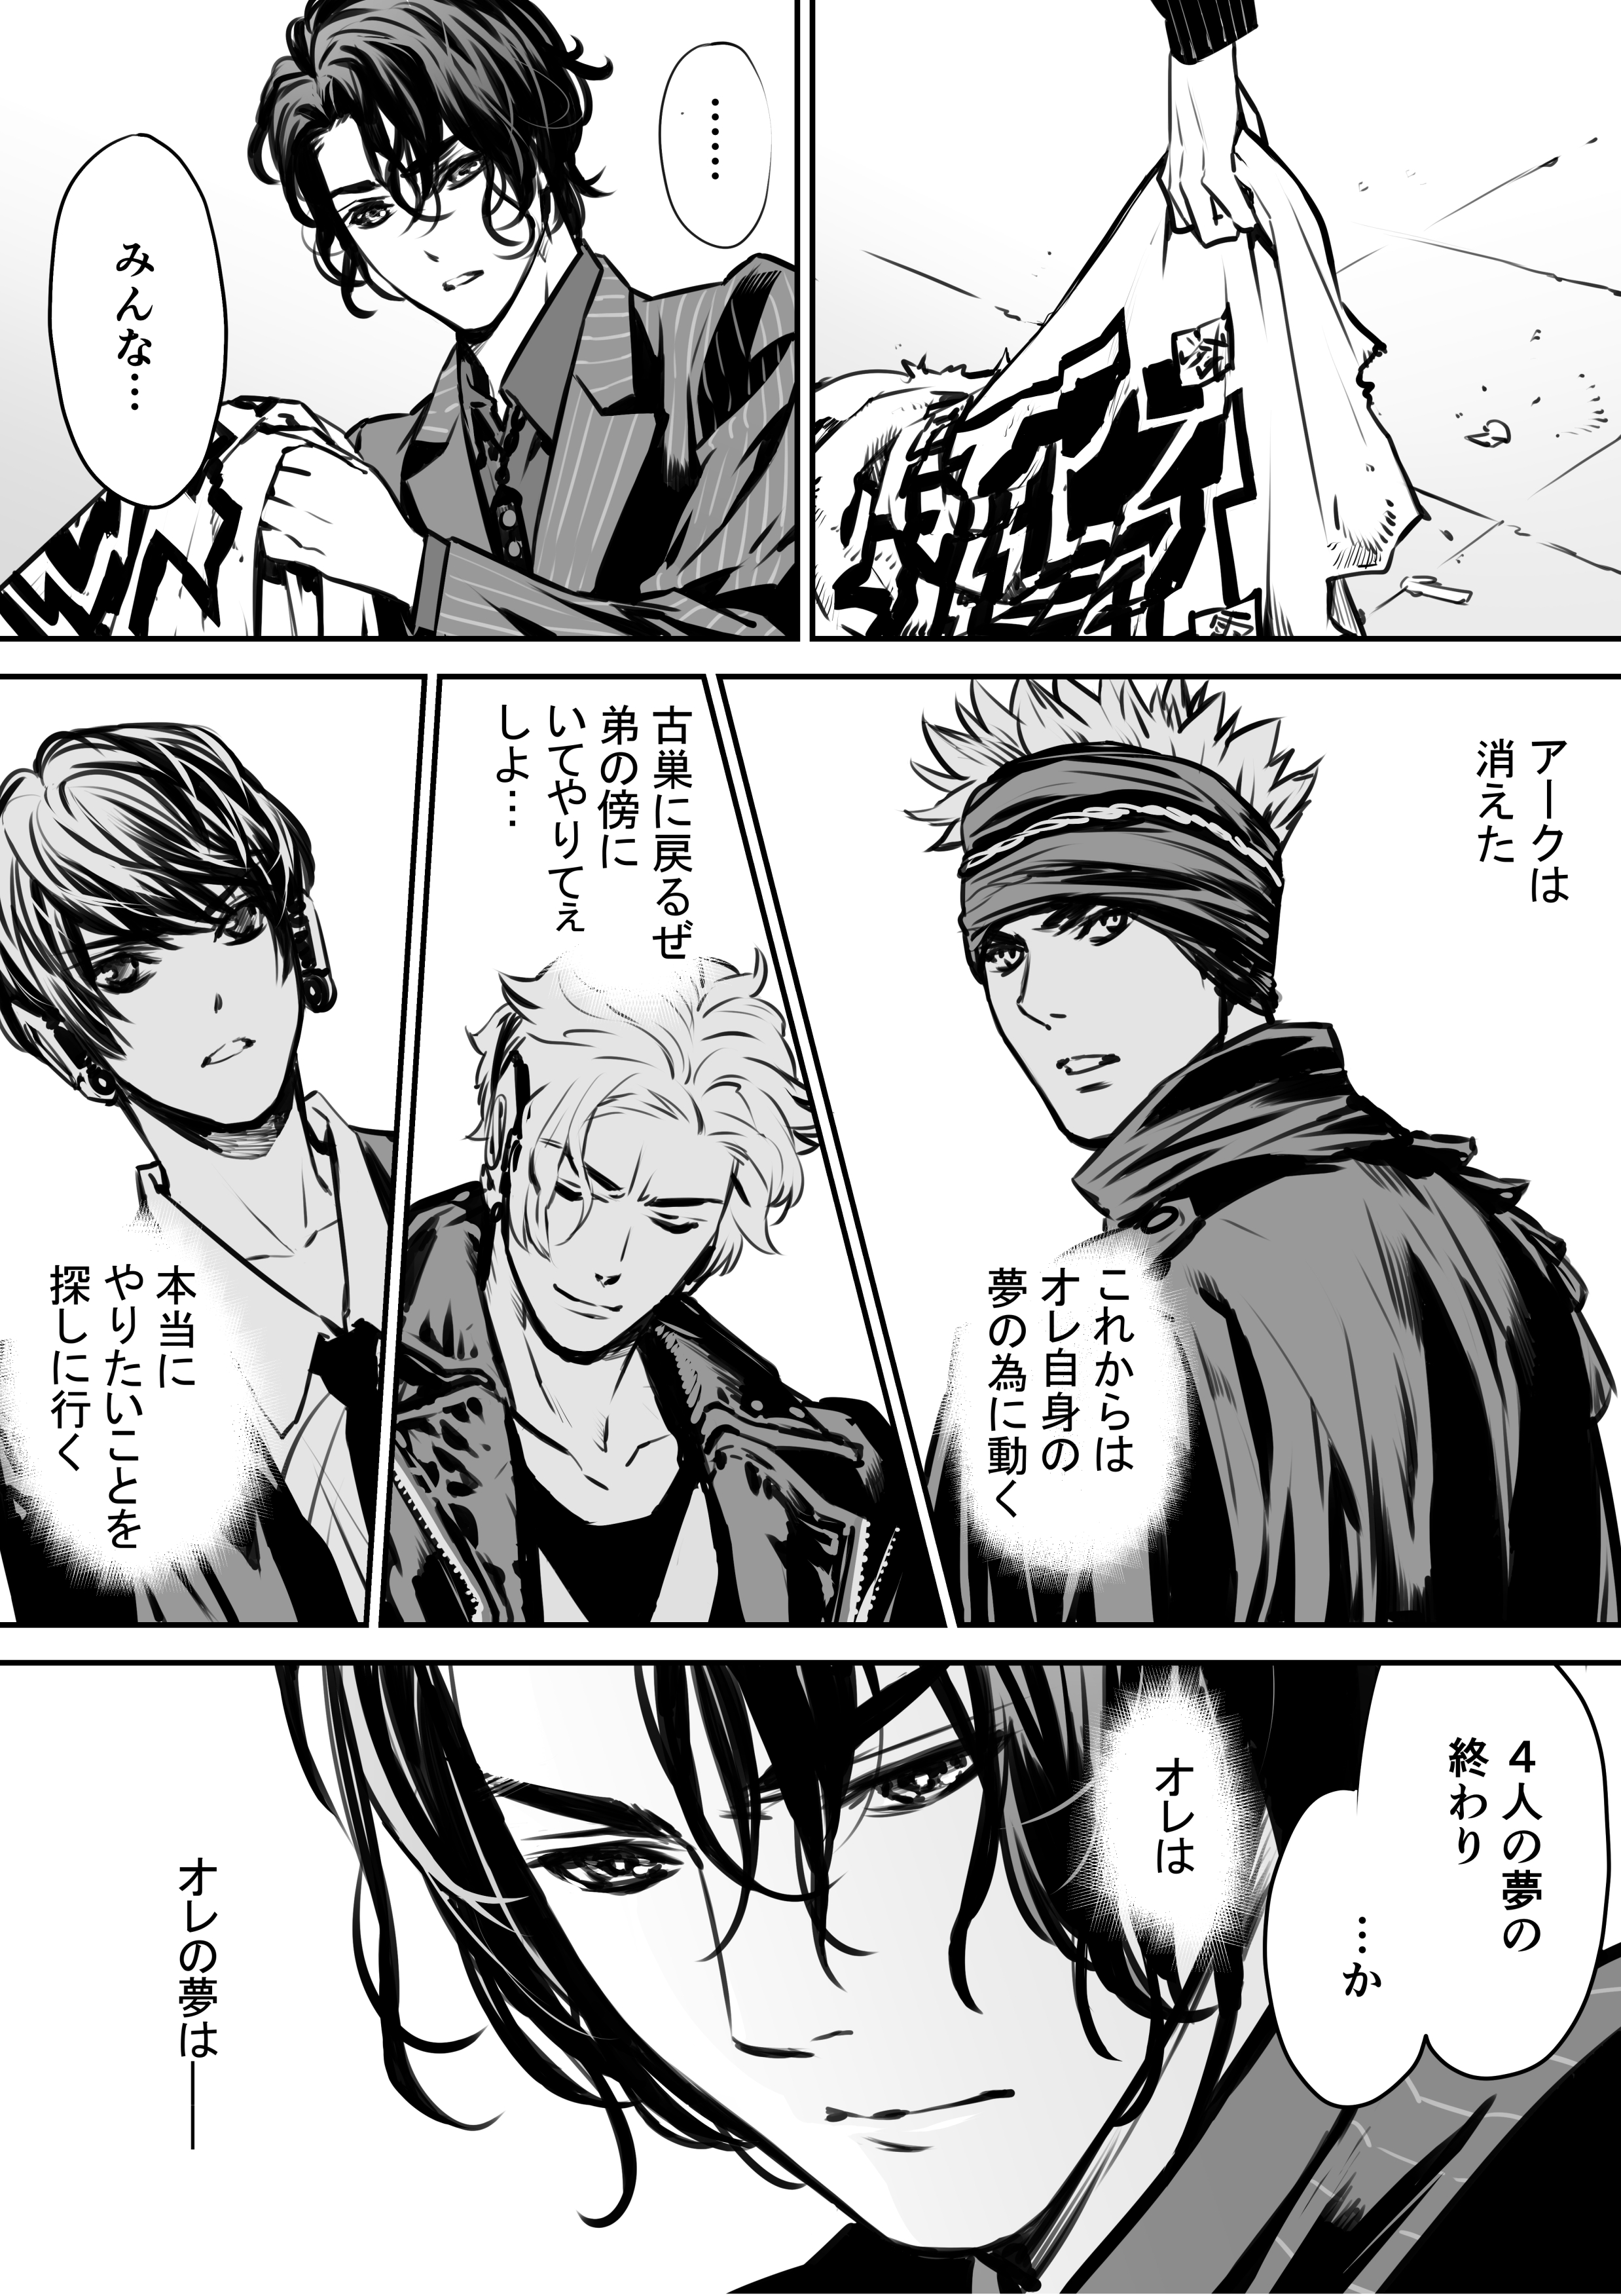 ………
みんな…
アークは
消えた
これからは
オレ自身の
夢の為に動く
古巣に戻るぜ
弟の傍に
いてやりてぇ
しよ…
本当に
やりたいことを
探しに行く
4人の夢の
終わり
…か
オレは
オレの夢は――